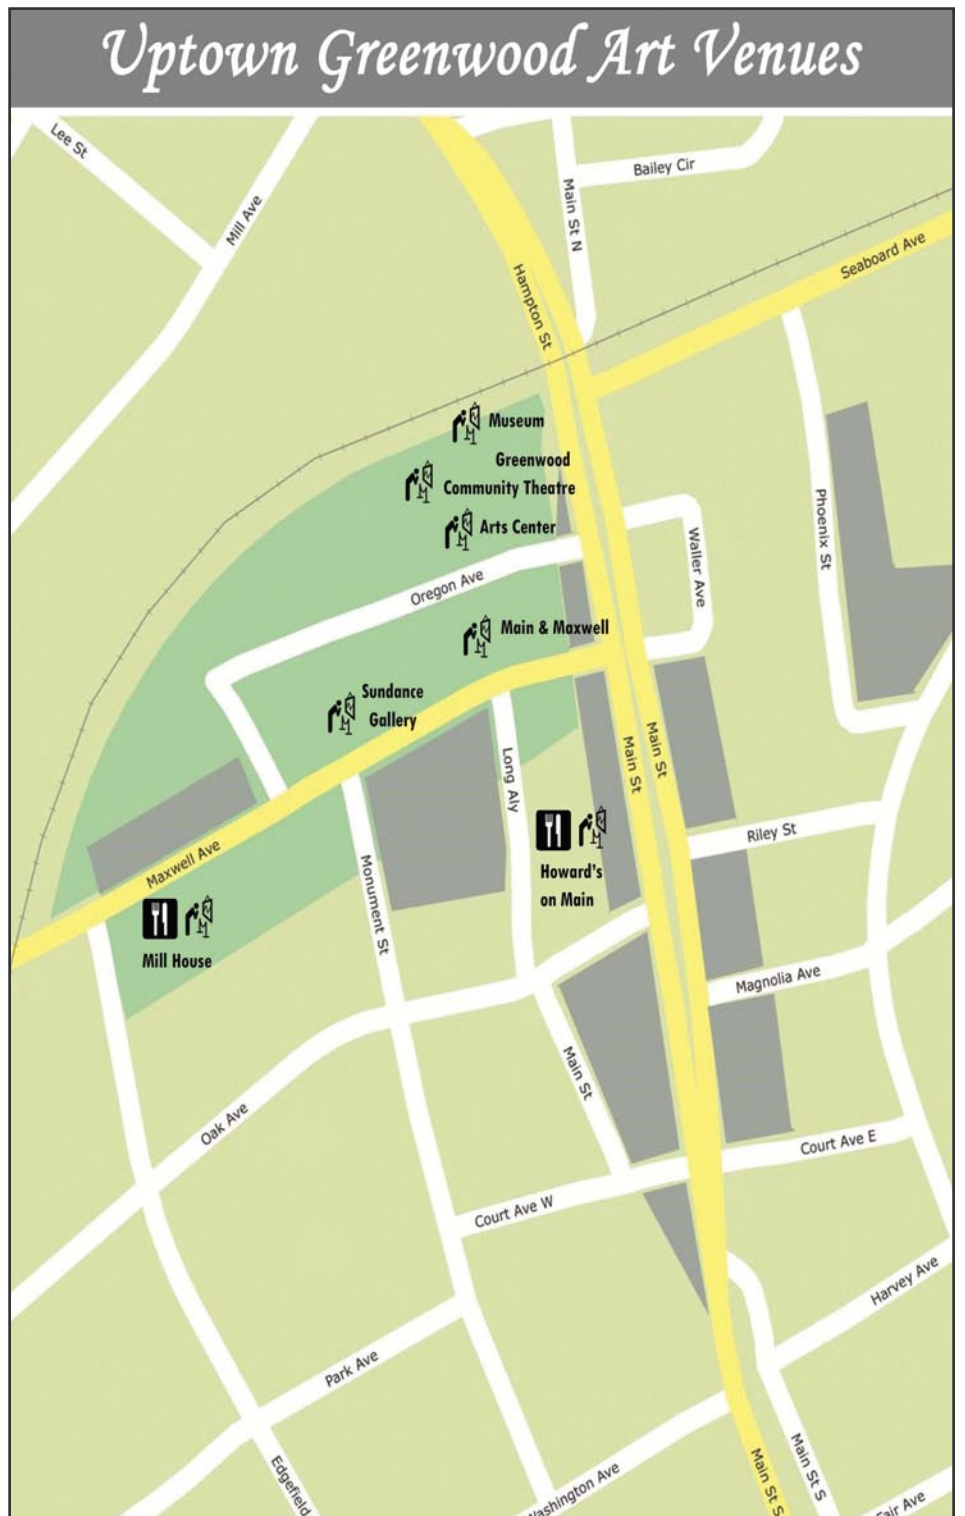 Uptown Greenwood Art Venues
Lee St
Mill Ave
Bailey Cir
Main St N
Seaboard Ave
Hampton St
Museum
Greenwood
Community Theatre
Arts Center
Phoenix St
Waller Ave
Oregon Ave
Main & Maxwell
Sundance
Gallery
Main St
Main St
Long Aly
Riley St
Maxwell Ave
Monument St
Howard's
on Main
Mill House
Magnolia Ave
Main St
Oak Ave
Court Ave E
Court Ave W
Harvey Ave
Park Ave
Edgefield
Washington Ave
Main St S
Main St S
Fair Ave